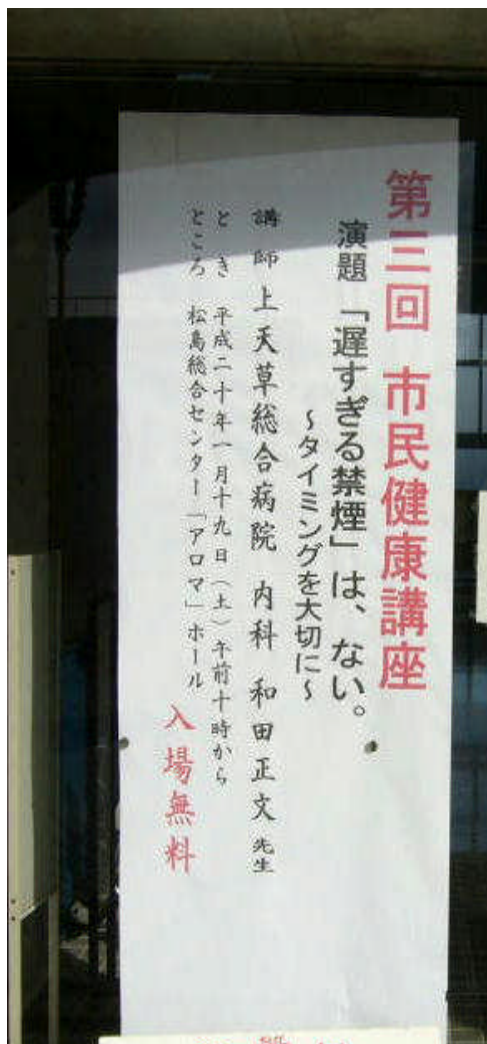 第三回 市民健康講座
演題 「遅すぎる禁煙」は、ない。
～タイミングを大切に～
講師 上天草総合病院 内科 和田正文 先生
とき 平成二十年一月十九日（土）午前十時から
ところ 松島総合センター「アロマ」ホール
入場無料